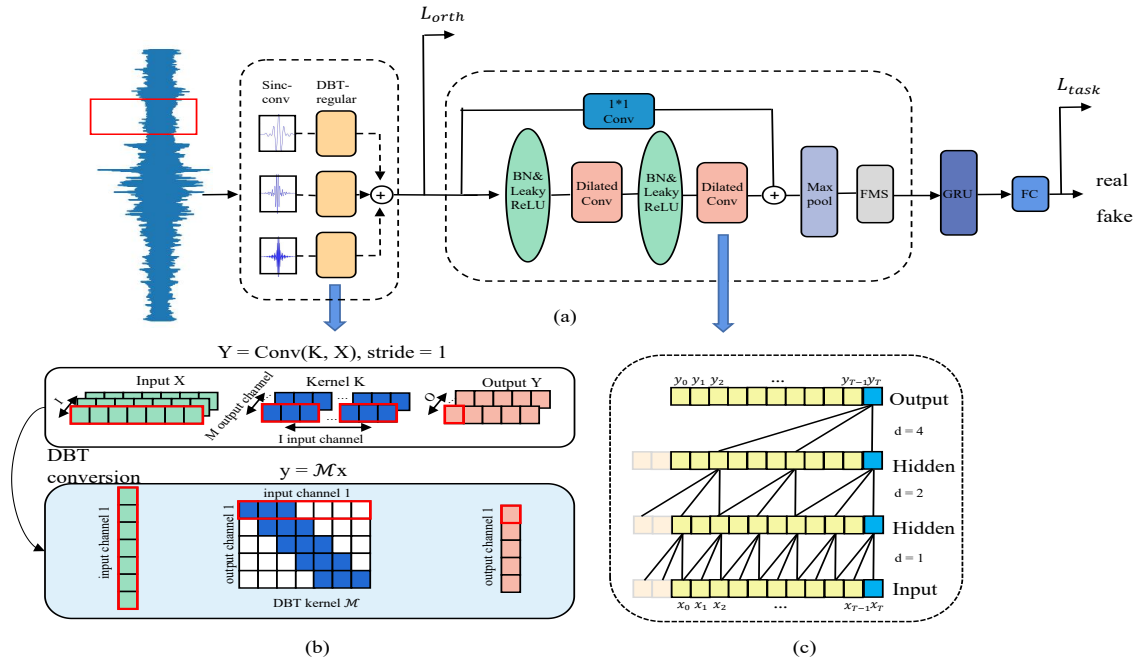 L_orth
L_task
Sinc-
conv
DBT-
regular
1*1
Conv
BN&
Leaky
ReLU
Dilated
Conv
BN&
Leaky
ReLU
Dilated
Conv
Max
pool
FMS
GRU
FC
real
fake
(a)
Y = Conv(K, X), stride = 1
Input X
Kernel K
Output Y
I
M output channel
... ...
...
I input channel
O
DBT
conversion
y = ℳx
input channel 1
input channel 1
output channel 1
output channel 1
DBT kernel ℳ
(b)
y_0 y_1 y_2 ... y_{T-1} y_T
Output
d = 4
Hidden
d = 2
Hidden
d = 1
Input
x_0 x_1 x_2 ... x_{T-1} x_T
(c)